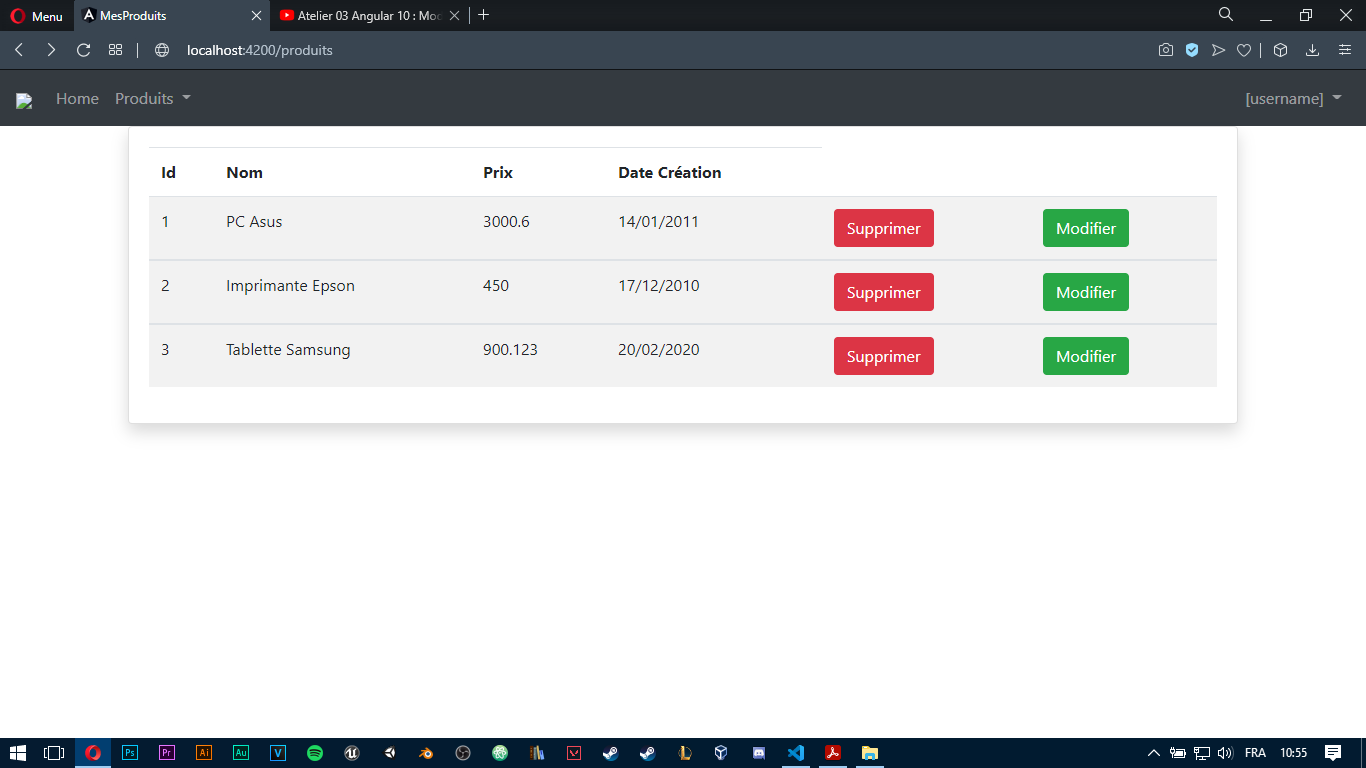 Menu
MesProduits
Atelier 03 Angular 10 : Mod
localhost:4200/produits
Home
Produits
[username]
Id Nom Prix Date Création
1 PC Asus 3000.6 14/01/2011 Supprimer Modifier
2 Imprimante Epson 450 17/12/2010 Supprimer Modifier
3 Tablette Samsung 900.123 20/02/2020 Supprimer Modifier
Ps Pr Ai Au V
FRA 10:55